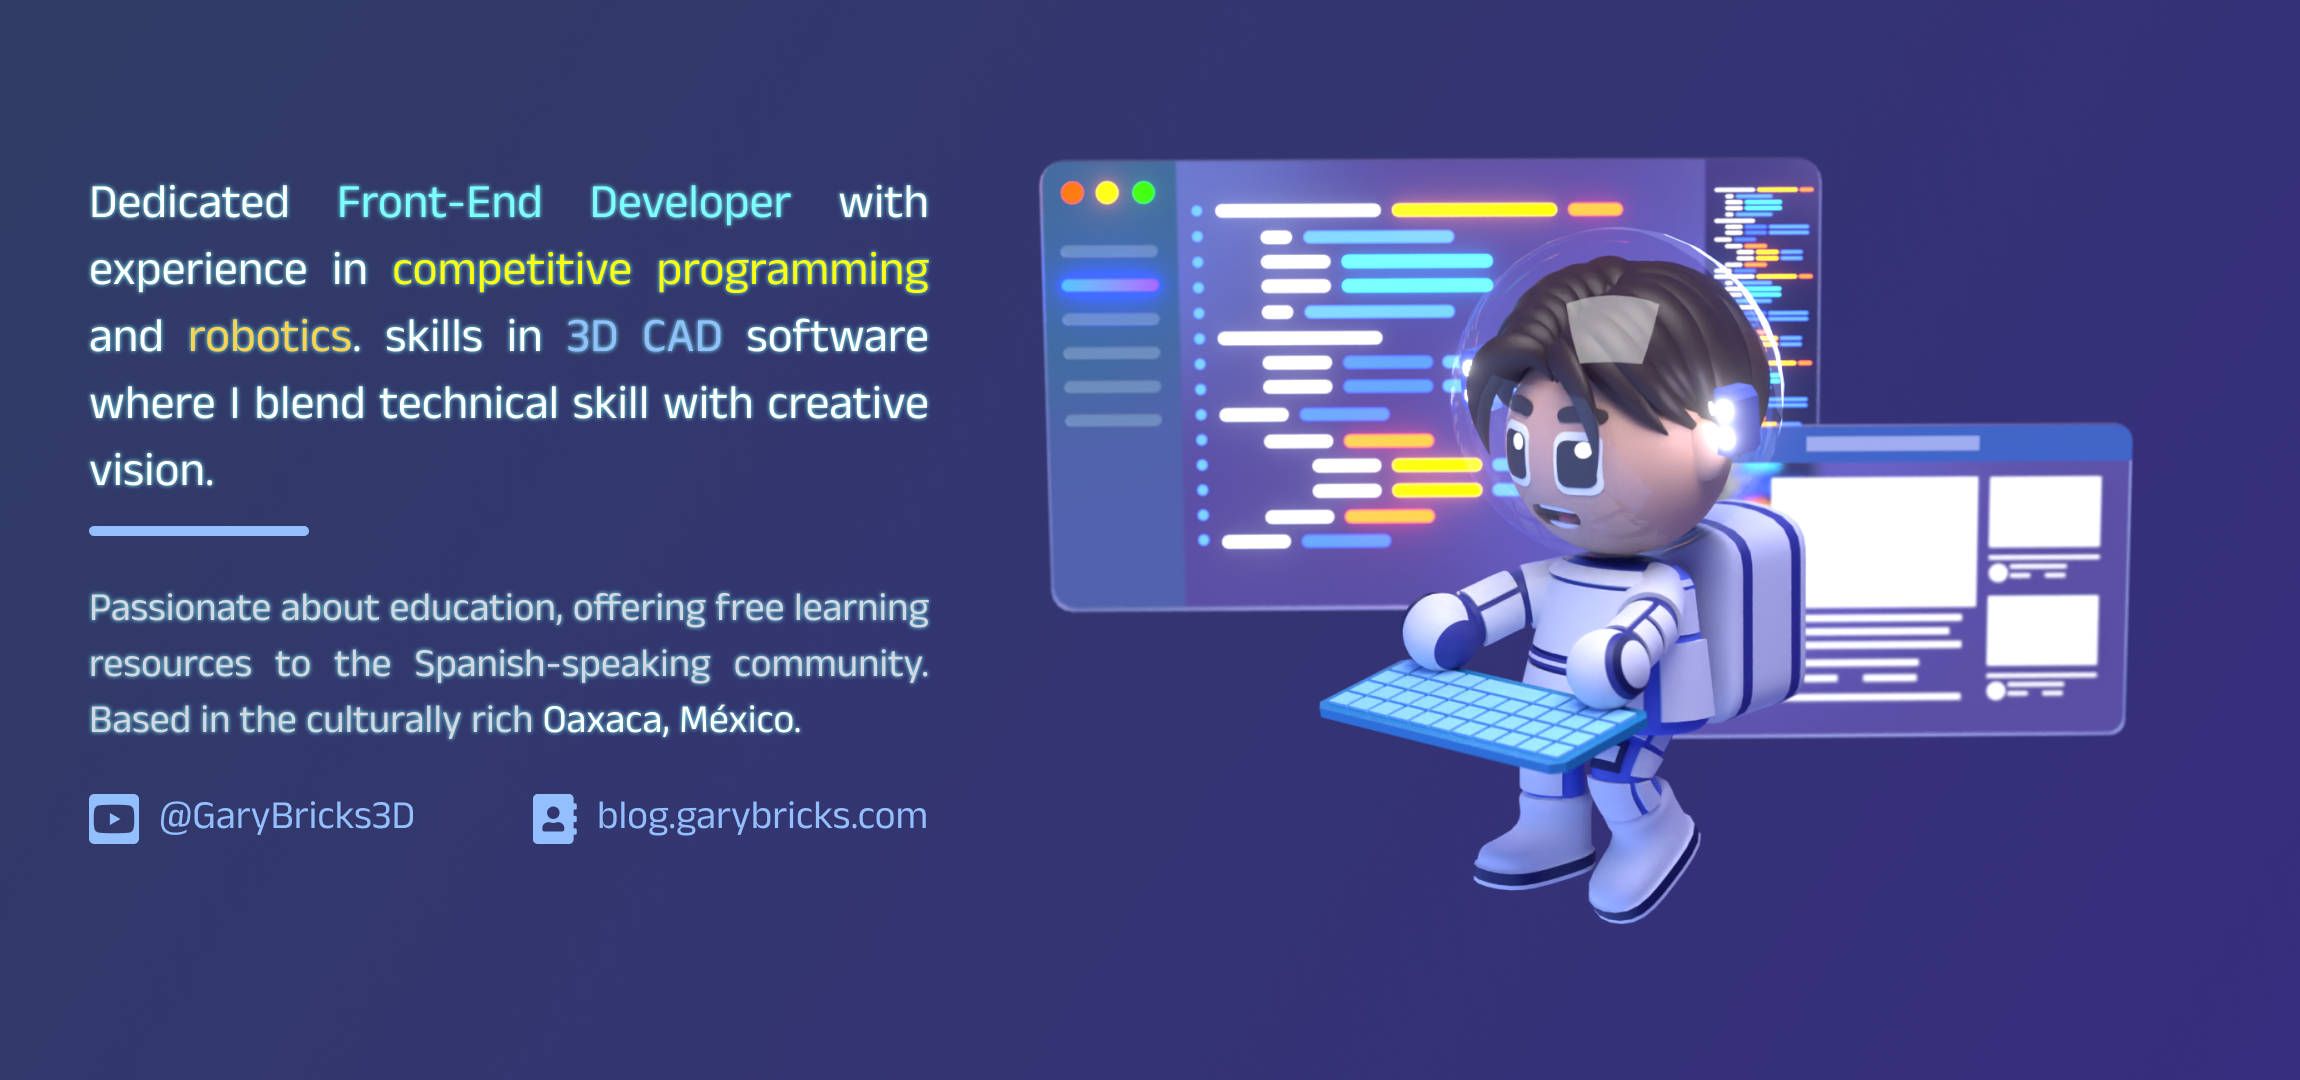 Dedicated Front-End Developer with
experience in competitive programming
and robotics. skills in 3D CAD software
where I blend technical skill with creative
vision.
Passionate about education, offering free learning
resources to the Spanish-speaking community.
Based in the culturally rich Oaxaca, México.
@GaryBricks3D
blog.garybricks.com